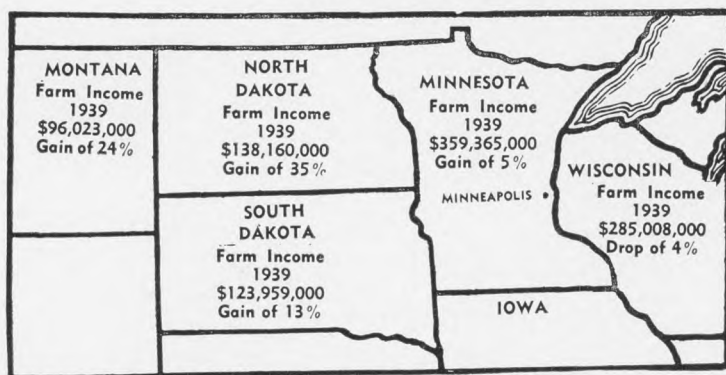 MONTANA
Farm Income
1939
$96,023,000
Gain of 24%
NORTH
DAKOTA
Farm Income
1939
$138,160,000
Gain of 35%
SOUTH
DAKOTA
Farm Income
1939
$123,959,000
Gain of 13%
MINNESOTA
Farm Income
1939
$359,365,000
Gain of 5%
MINNEAPOLIS
IOWA
WISCONSIN
Farm Income
1939
$285,008,000
Drop of 4%